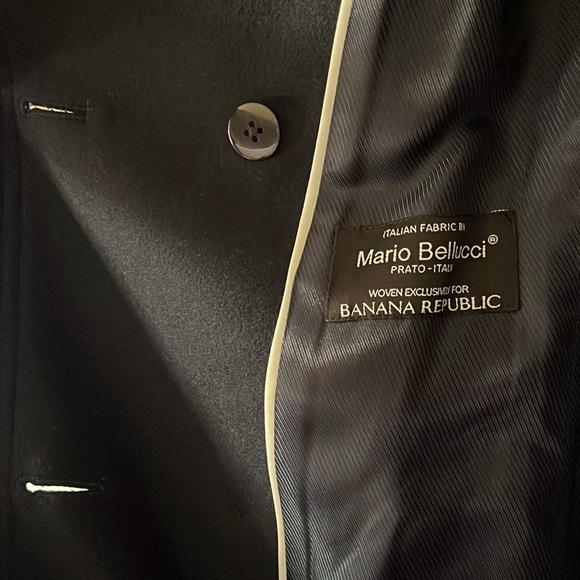 ITALIAN FABRIC BY
Mario Bellucci®
PRATO-ITALY
WOVEN EXCLUSIVELY FOR
BANANA REPUBLIC